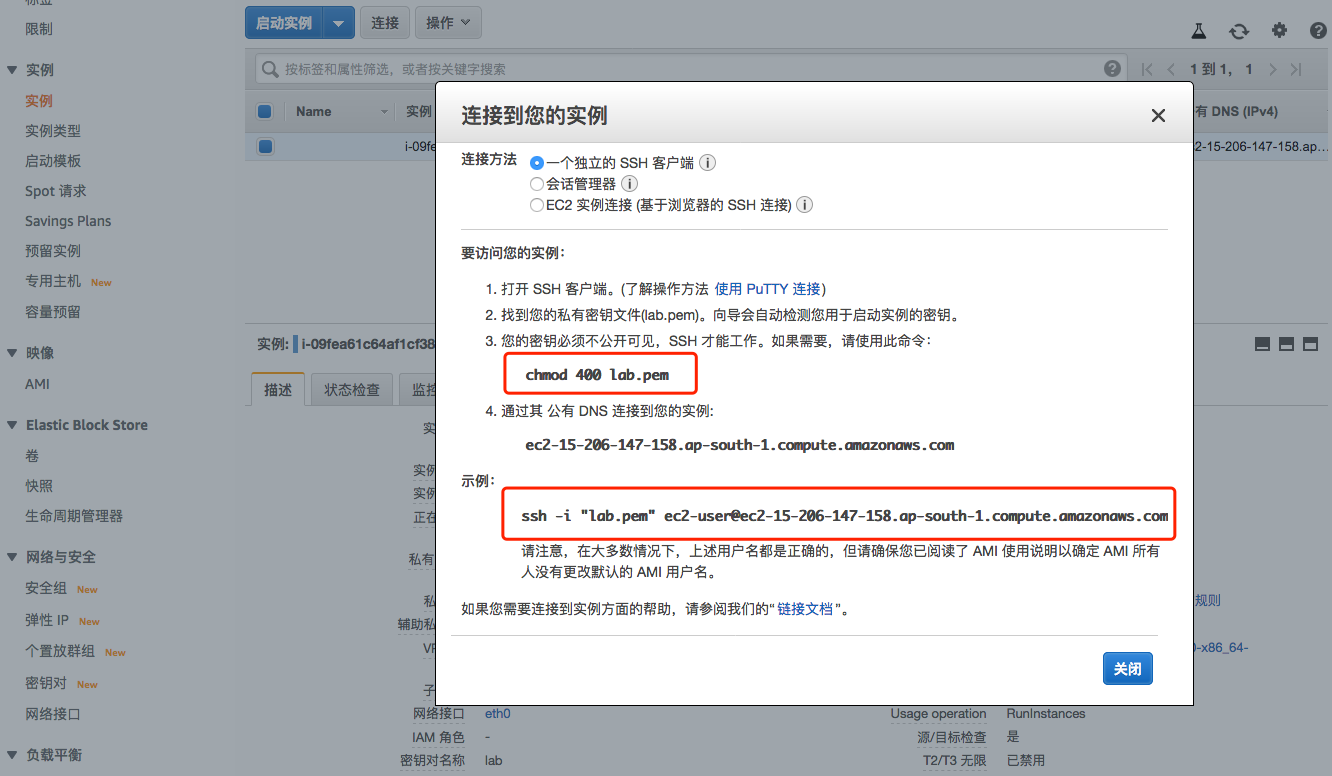 标签
限制
实例
实例
实例类型
启动模板
Spot 请求
Savings Plans
预留实例
专用主机 New
容量预留
映像
AMI
Elastic Block Store
卷
快照
生命周期管理器
网络与安全
安全组 New
弹性 IP New
个置放群组 New
密钥对 New
网络接口
负载平衡
启动实例 连接 操作
按标签和属性筛选，或者按关键字搜索
1 到 1， 1
Name 实例 有 DNS (IPv4)
i-09fe 2-15-206-147-158.ap...
连接到您的实例
连接方法
一个独立的 SSH 客户端
会话管理器
EC2 实例连接 (基于浏览器的 SSH 连接)
要访问您的实例：
1. 打开 SSH 客户端。(了解操作方法 使用 PuTTY 连接)
2. 找到您的私有密钥文件(lab.pem)。向导会自动检测您用于启动实例的密钥。
3. 您的密钥必须不公开可见，SSH 才能工作。如果需要，请使用此命令：
chmod 400 lab.pem
4. 通过其 公有 DNS 连接到您的实例:
ec2-15-206-147-158.ap-south-1.compute.amazonaws.com
示例：
ssh -i "lab.pem" ec2-user@ec2-15-206-147-158.ap-south-1.compute.amazonaws.com
请注意，在大多数情况下，上述用户名都是正确的，但请确保您已阅读了 AMI 使用说明以确定 AMI 所有
人没有更改默认的 AMI 用户名。
如果您需要连接到实例方面的帮助，请参阅我们的“链接文档”。
关闭
实例: i-09fea61c64af1cf38
描述 状态检查 监控
实
实例
实例
正在
私有
私
辅助私
VP
子
规则
0-x86_64-
网络接口 eth0
IAM 角色 -
密钥对名称 lab
Usage operation RunInstances
源/目标检查 是
T2/T3 无限 已禁用